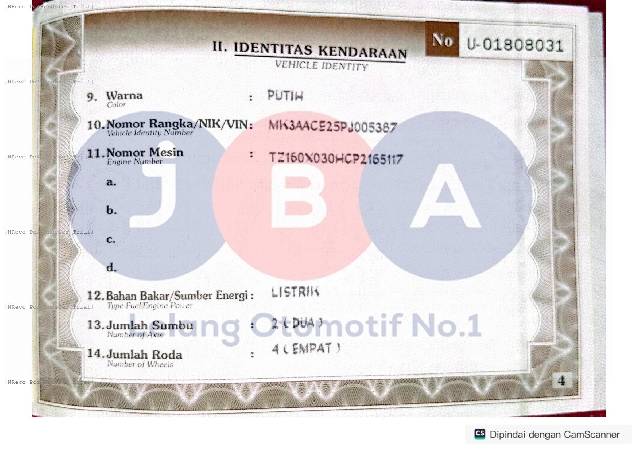 II. IDENTITAS KENDARAAN
VEHICLE IDENTITY
No U-01808031
9. Warna : PUTIH
Color
10. Nomor Rangka/NIK/VIN: MK3AACE25PJ005387
Vehicle Identity Number
11. Nomor Mesin : TZ160X030HCP2165117
Engine Number
a.
b.
c.
d.
JBA
Lelung Otomotif No.1
12. Bahan Bakar/Sumber Energi : LISTRIK
Type Fuel/Engine Power
13. Jumlah Sumbu : 2 ( DUA )
Number of Axle
14. Jumlah Roda : 4 ( EMPAT )
Number of Wheels
4
CS Dipindai dengan CamScanner